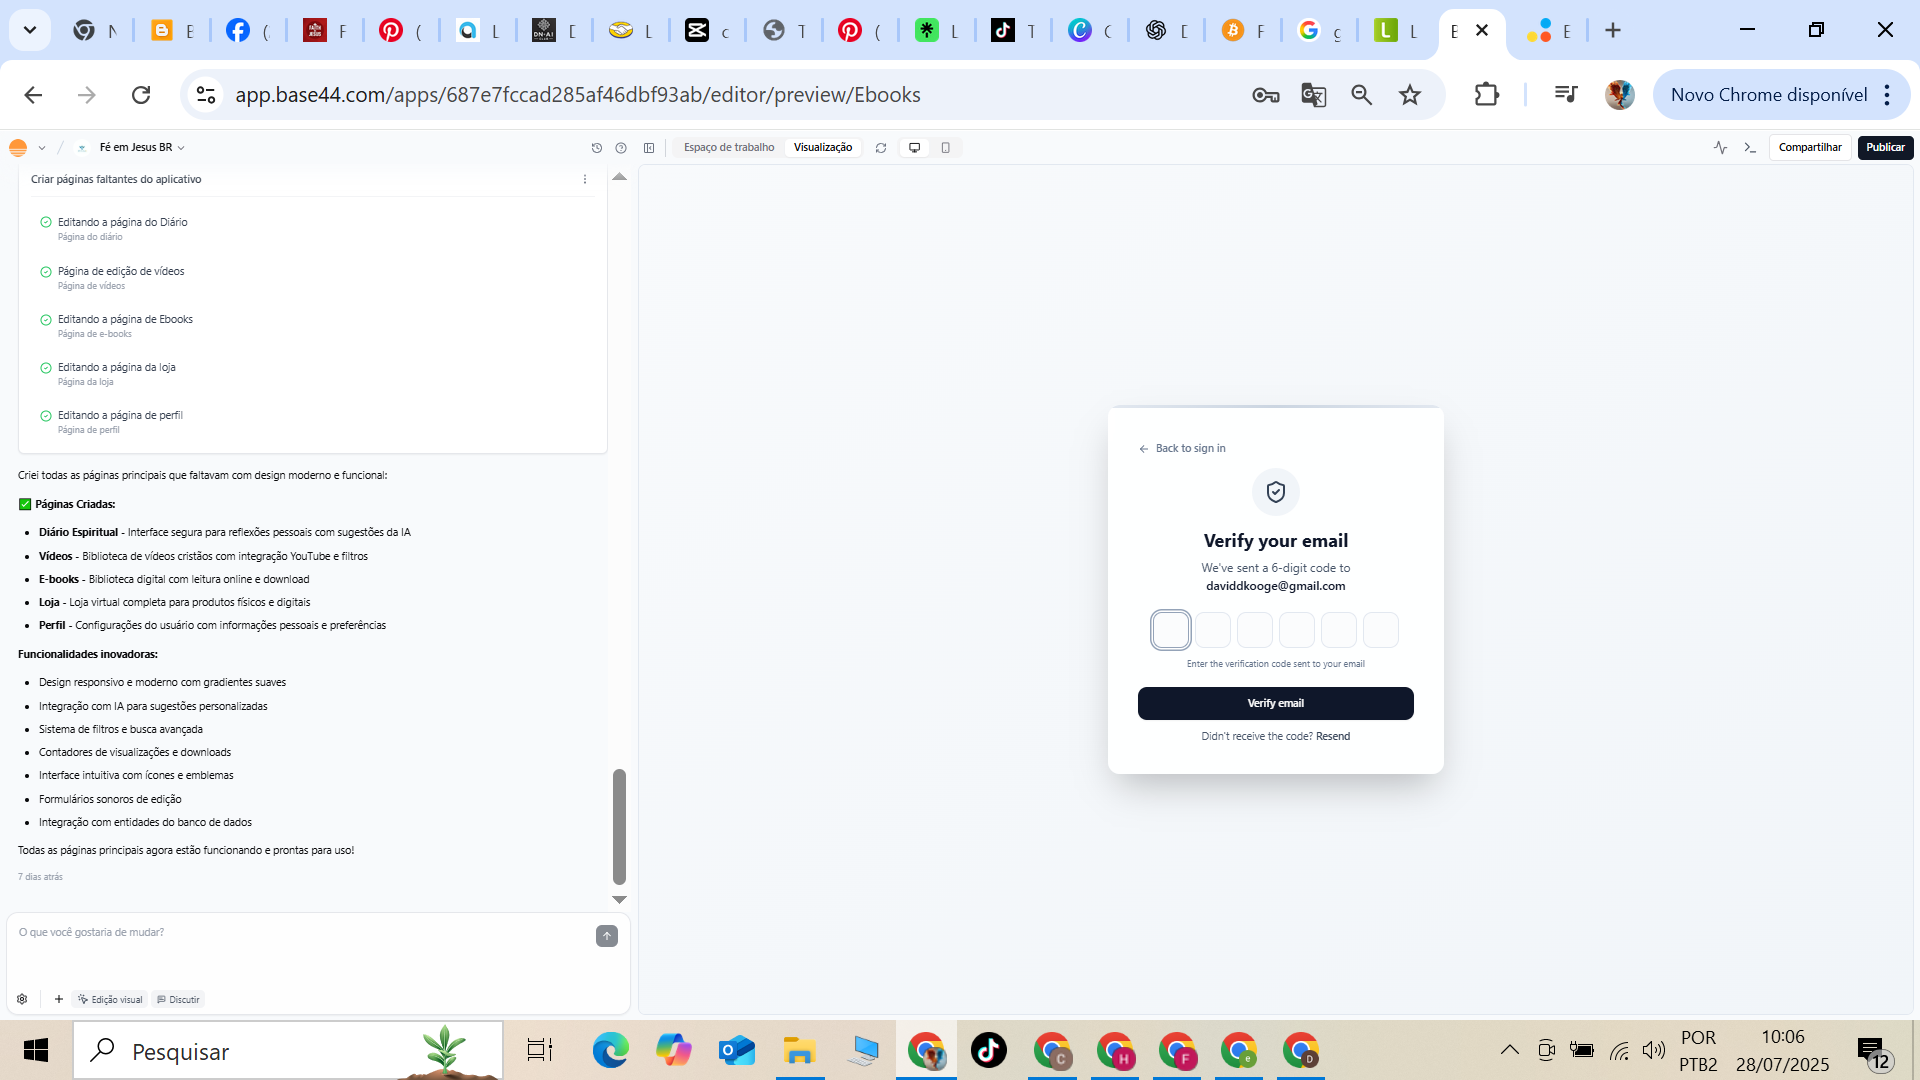 N
B
(
F
(
L
D
L
c
T
(
L
T
C
D
F
g
L
E
E
app.base44.com/apps/687e7fccad285af46dbf93ab/editor/preview/Ebooks
Novo Chrome disponível
Fé em Jesus BR
Espaço de trabalho
Visualização
Compartilhar
Publicar
Criar páginas faltantes do aplicativo
Editando a página do Diário
Página do diário
Página de edição de vídeos
Página de vídeos
Editando a página de Ebooks
Página de e-books
Editando a página da loja
Página da loja
Editando a página de perfil
Página de perfil
Criei todas as páginas principais que faltavam com design moderno e funcional:
✅ Páginas Criadas:
• Diário Espiritual - Interface segura para reflexões pessoais com sugestões da IA
• Vídeos - Biblioteca de vídeos cristãos com integração YouTube e filtros
• E-books - Biblioteca digital com leitura online e download
• Loja - Loja virtual completa para produtos físicos e digitais
• Perfil - Configurações do usuário com informações pessoais e preferências
Funcionalidades inovadoras:
• Design responsivo e moderno com gradientes suaves
• Integração com IA para sugestões personalizadas
• Sistema de filtros e busca avançada
• Contadores de visualizações e downloads
• Interface intuitiva com ícones e emblemas
• Formulários sonoros de edição
• Integração com entidades do banco de dados
Todas as páginas principais agora estão funcionando e prontas para uso!
7 dias atrás
O que você gostaria de mudar?
Edição visual
Discutir
Back to sign in
Verify your email
We've sent a 6-digit code to
daviddkooge@gmail.com
Enter the verification code sent to your email
Verify email
Didn't receive the code? Resend
Pesquisar
C
H
F
e
D
POR
PTB2
10:06
28/07/2025
12